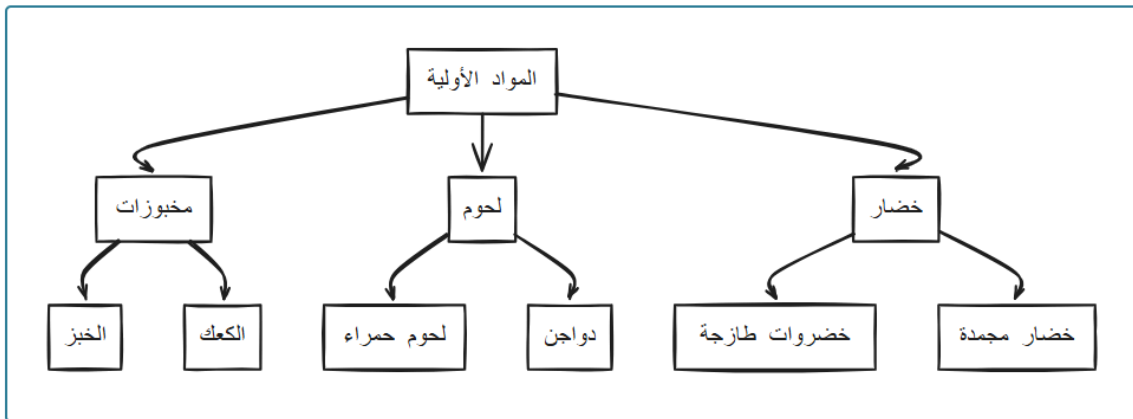 المواد الأولية
خضار
لحوم
مخبوزات
خضار مجمدة
خضروات طازجة
دواجن
لحوم حمراء
الكعك
الخبز